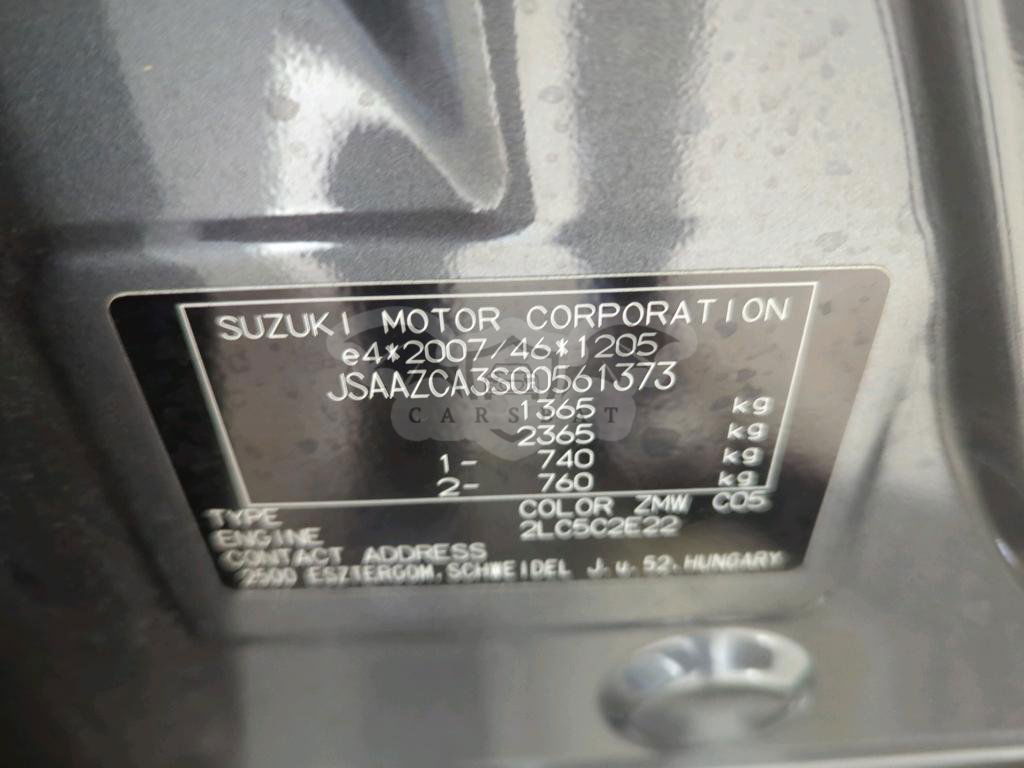 SUZUKI MOTOR CORPORATION
e4*2007/46*1205
JSAAZCA3S00561373
1365 kg
2365 kg
1- 740 kg
2- 760 kg
TYPE COLOR ZMW C05
ENGINE 2LC5C2E22
CONTACT ADDRESS
2500 ESZTERGOM, SCHWEIDEL J. u. 52. HUNGARY